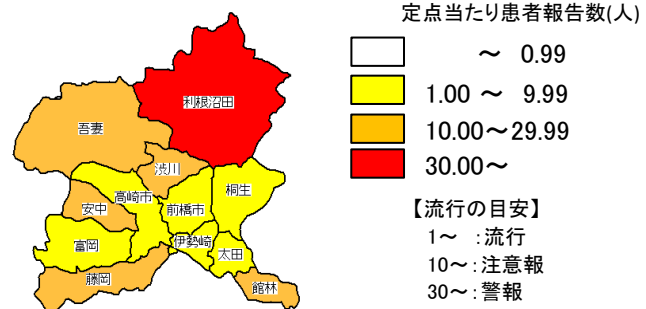 定点当たり患者報告数(人)
～ 0.99
1.00 ～ 9.99
10.00～29.99
30.00～
【流行の目安】
1～ ：流行
10～：注意報
30～：警報
利根沼田
吾妻
渋川
高崎市
安中
前橋市
桐生
富岡
伊勢崎
太田
藤岡
館林